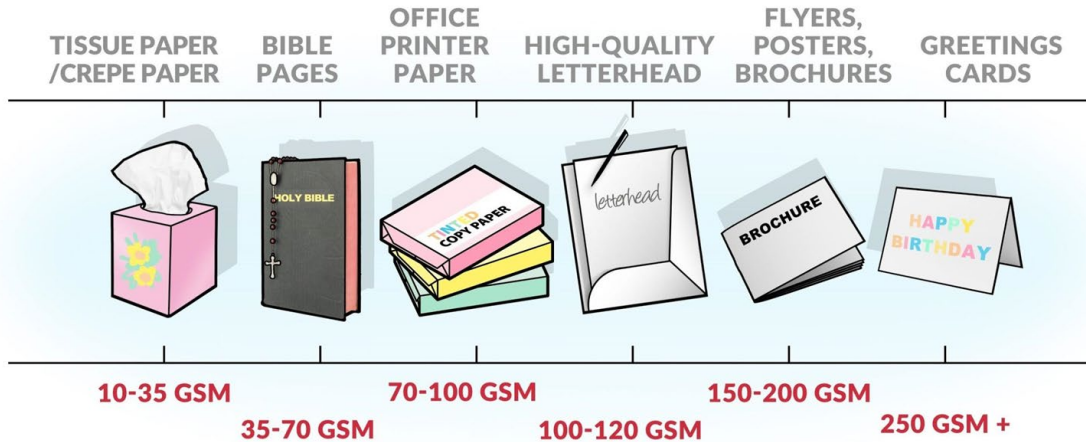 TISSUE PAPER
/CREPE PAPER
BIBLE
PAGES
OFFICE
PRINTER
PAPER
HIGH-QUALITY
LETTERHEAD
FLYERS,
POSTERS,
BROCHURES
GREETINGS
CARDS
HOLY BIBLE
TINTED
COPY PAPER
letterhead
BROCHURE
HAPPY
BIRTHDAY
10-35 GSM
35-70 GSM
70-100 GSM
100-120 GSM
150-200 GSM
250 GSM +